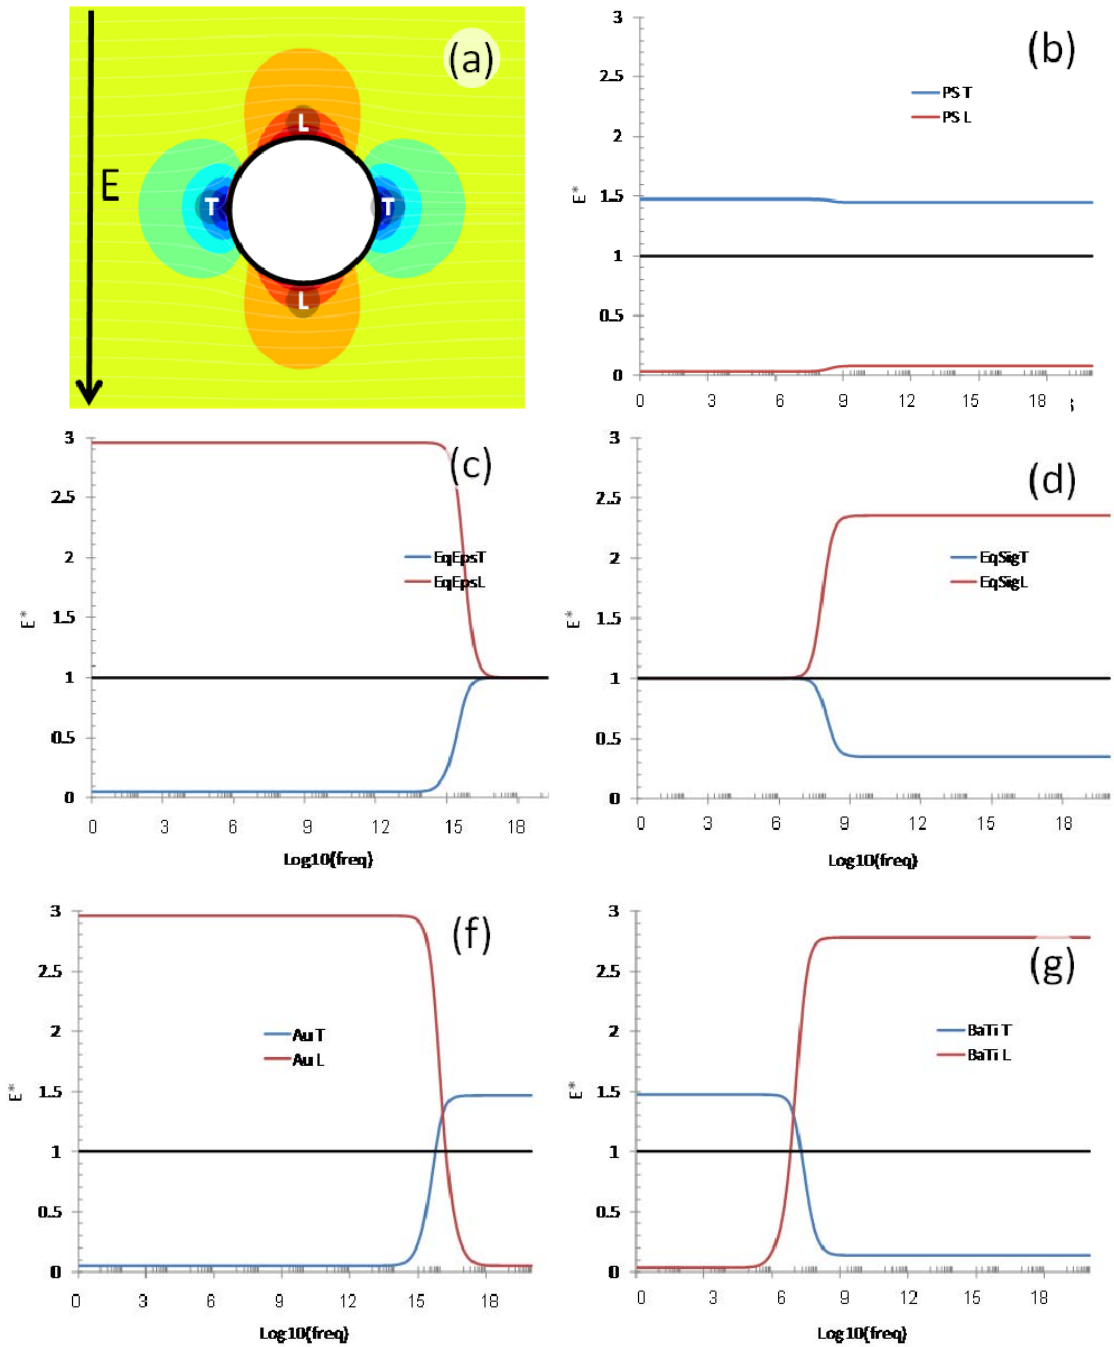 (a)
L
E
T
T
L
(b)
3
2.5
2
1.5
1
0.5
0
E*
PS T
PS L
0 3 6 9 12 15 18
(c)
3
2.5
2
1.5
1
0.5
0
E*
EqEpsT
EqEpsL
0 3 6 9 12 15 18
Log10(freq)
(d)
3
2.5
2
1.5
1
0.5
0
E*
EqSigT
EqSigL
0 3 6 9 12 15 18
Log10(freq)
(f)
3
2.5
2
1.5
1
0.5
0
E*
Au T
Au L
0 3 6 9 12 15 18
Log10(freq)
(g)
3
2.5
2
1.5
1
0.5
0
E*
BaTi T
BaTi L
0 3 6 9 12 15 18
Log10(freq)